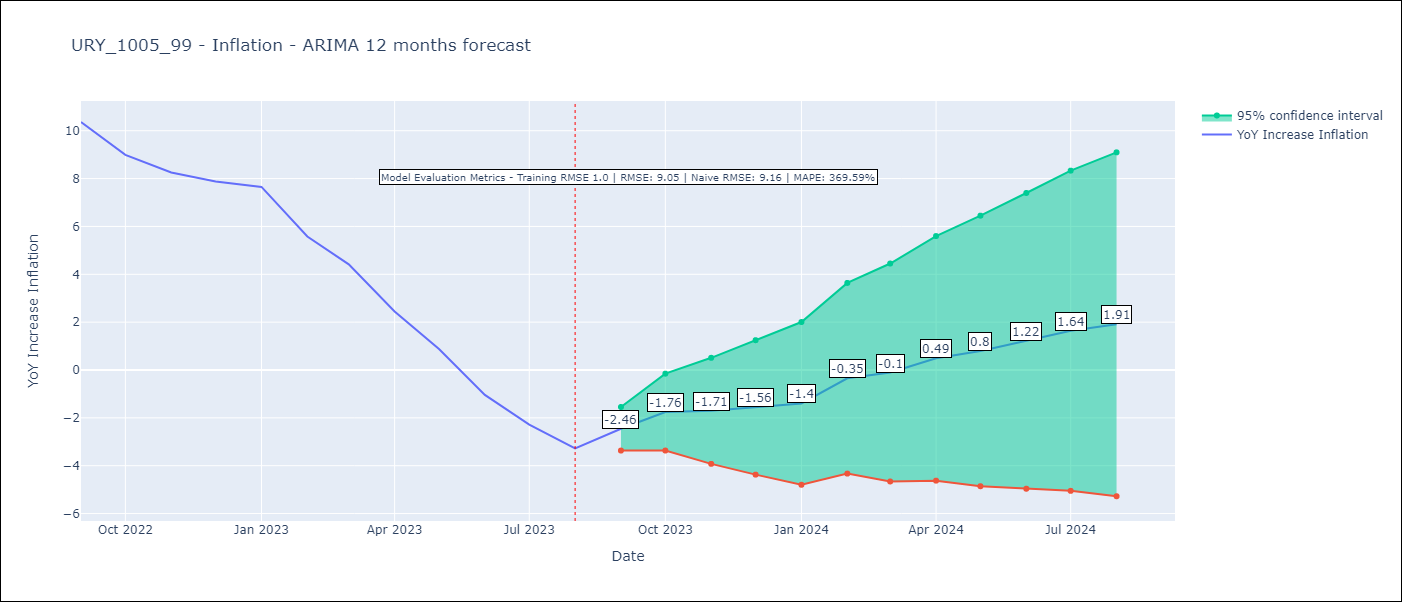 URY_1005_99 - Inflation - ARIMA 12 months forecast
95% confidence interval
YoY Increase Inflation
Model Evaluation Metrics - Training RMSE 1.0 | RMSE: 9.05 | Naive RMSE: 9.16 | MAPE: 369.59%
YoY Increase Inflation
10
8
6
4
2
0
−2
−4
−6
-2.46
-1.76
-1.71
-1.56
-1.4
-0.35
-0.1
0.49
0.8
1.22
1.64
1.91
Oct 2022
Jan 2023
Apr 2023
Jul 2023
Oct 2023
Jan 2024
Apr 2024
Jul 2024
Date